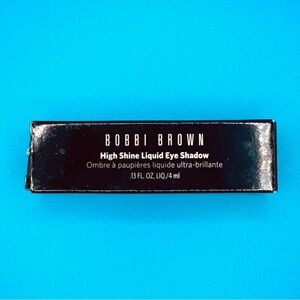 BOBBI BROWN
High Shine Liquid Eye Shadow
Ombre à paupières liquide ultra-brillante
.13 FL. OZ. LIQ./4 ml